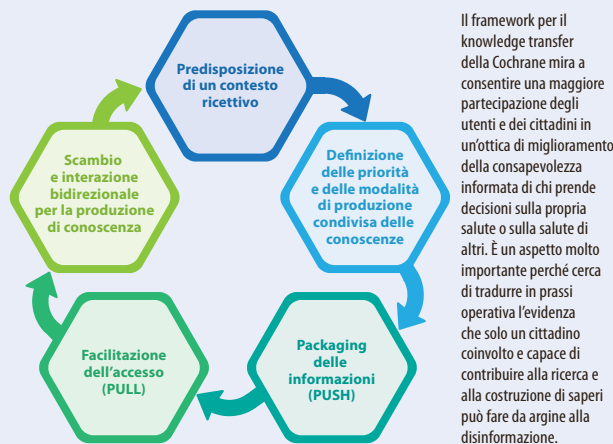 Predisposizione
di un contesto
ricettivo
Definizione
delle priorità
e delle modalità
di produzione
condivisa delle
conoscenze
Packaging
delle
informazioni
(PUSH)
Facilitazione
dell'accesso
(PULL)
Scambio
e interazione
bidirezionale
per la produzione
di conoscenza
Il framework per il
knowledge transfer
della Cochrane mira a
consentire una maggiore
partecipazione degli
utenti e dei cittadini in
un'ottica di miglioramento
della consapevolezza
informata di chi prende
decisioni sulla propria
salute o sulla salute di
altri. È un aspetto molto
importante perché cerca
di tradurre in prassi
operativa l'evidenza
che solo un cittadino
coinvolto e capace di
contribuire alla ricerca e
alla costruzione di saperi
può fare da argine alla
disinformazione.